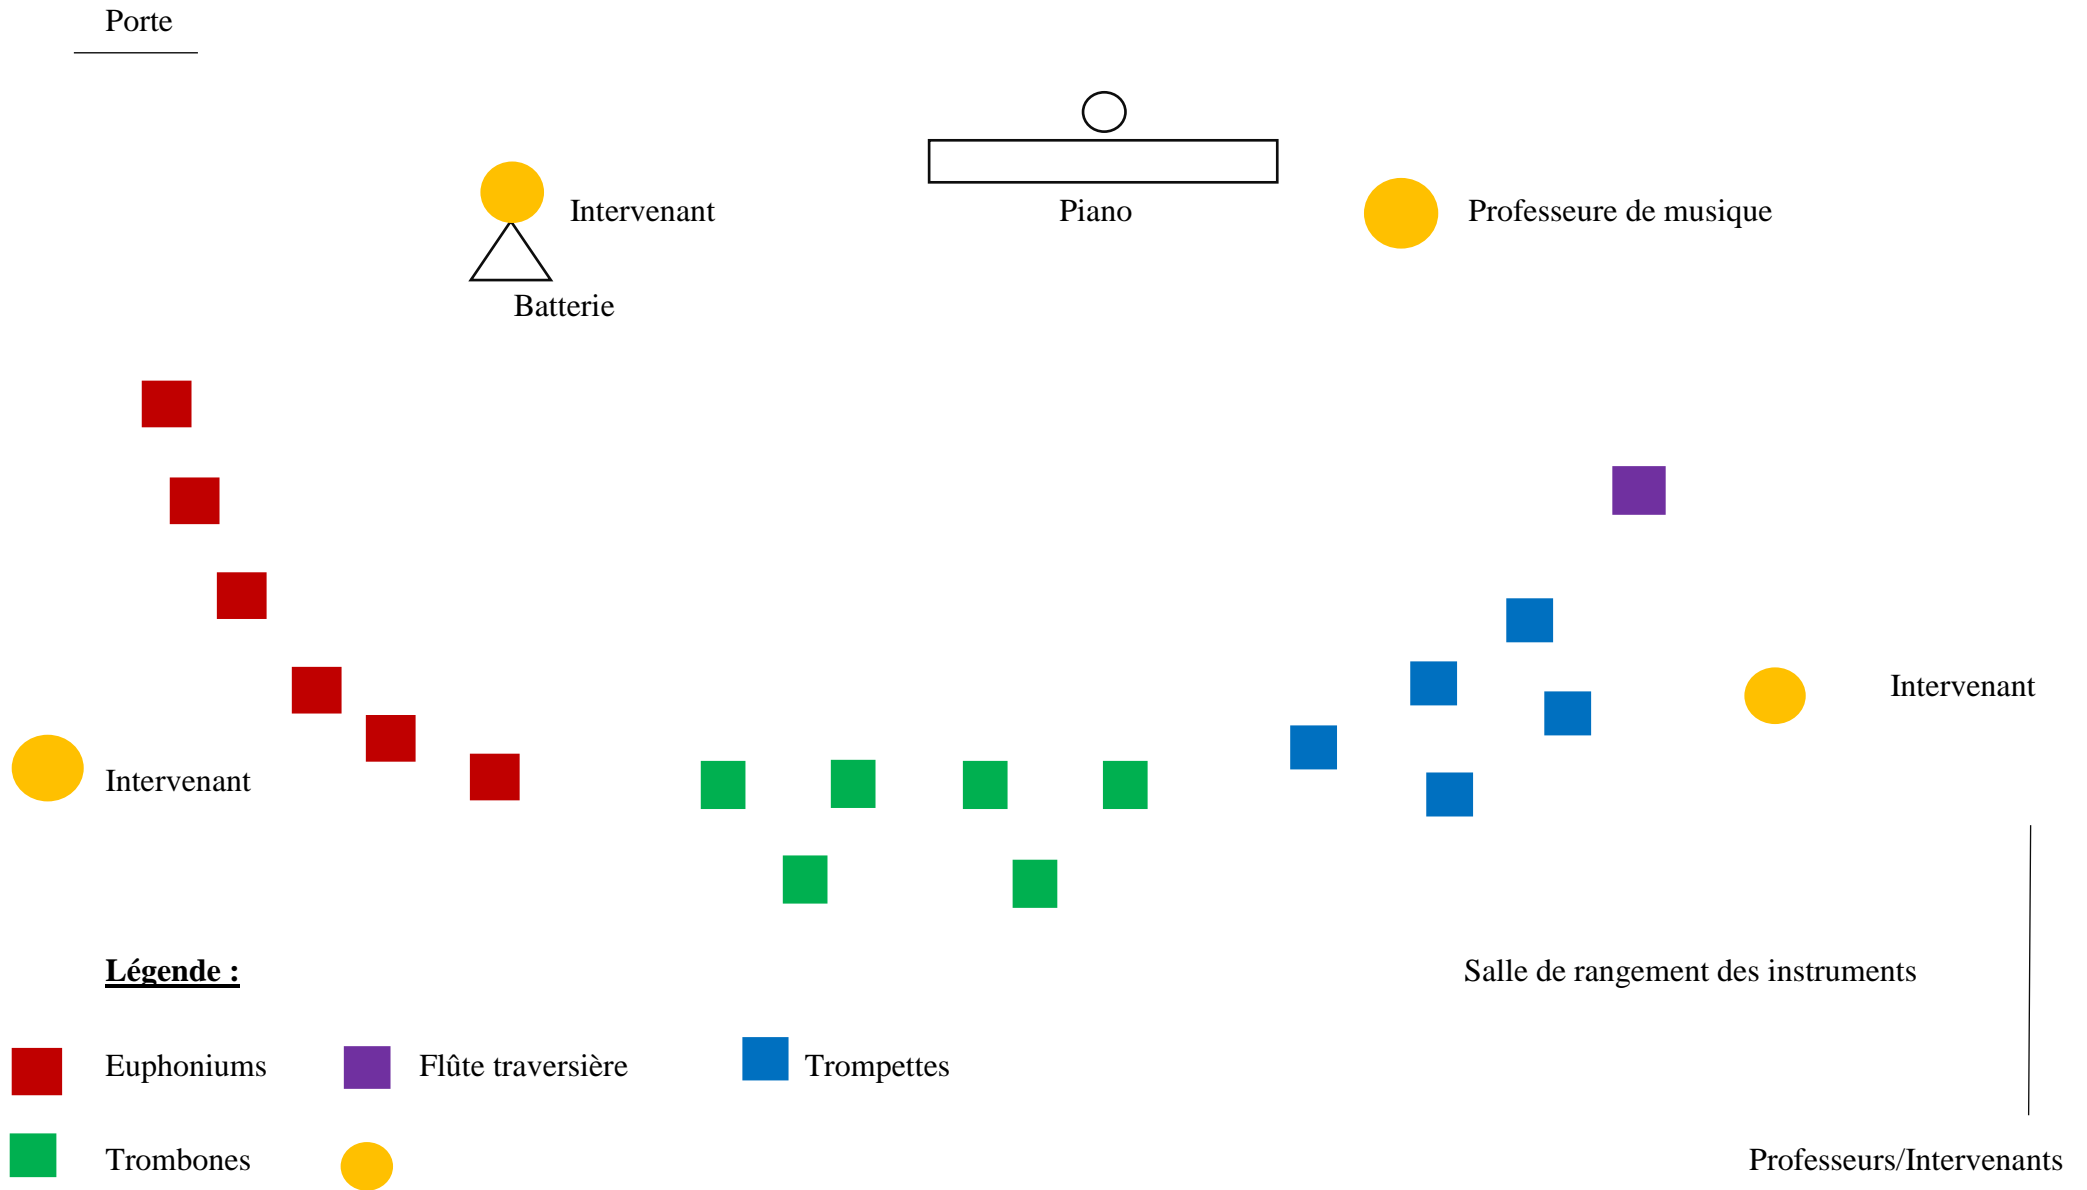 Porte
Intervenant
Piano
Professeure de musique
Batterie
Intervenant
Intervenant
Légende :
Salle de rangement des instruments
Euphoniums
Flûte traversière
Trompettes
Trombones
Professeurs/Intervenants